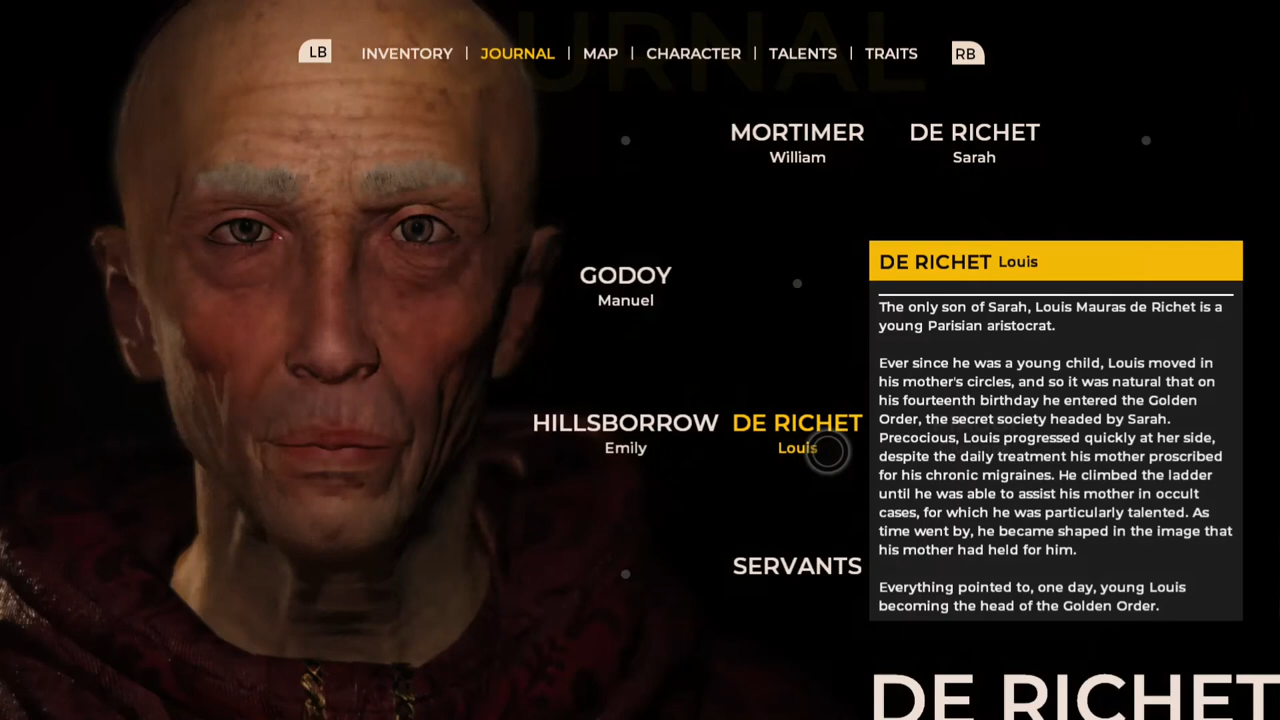 JOURNAL
LB INVENTORY | JOURNAL | MAP | CHARACTER | TALENTS | TRAITS RB
MORTIMER
William
DE RICHET
Sarah
GODOY
Manuel
HILLSBORROW
Emily
DE RICHET
Louis
SERVANTS
DE RICHET Louis
The only son of Sarah, Louis Mauras de Richet is a
young Parisian aristocrat.
Ever since he was a young child, Louis moved in
his mother's circles, and so it was natural that on
his fourteenth birthday he entered the Golden
Order, the secret society headed by Sarah.
Precocious, Louis progressed quickly at her side,
despite the daily treatment his mother proscribed
for his chronic migraines. He climbed the ladder
until he was able to assist his mother in occult
cases, for which he was particularly talented. As
time went by, he became shaped in the image that
his mother had held for him.
Everything pointed to, one day, young Louis
becoming the head of the Golden Order.
DE RICHET